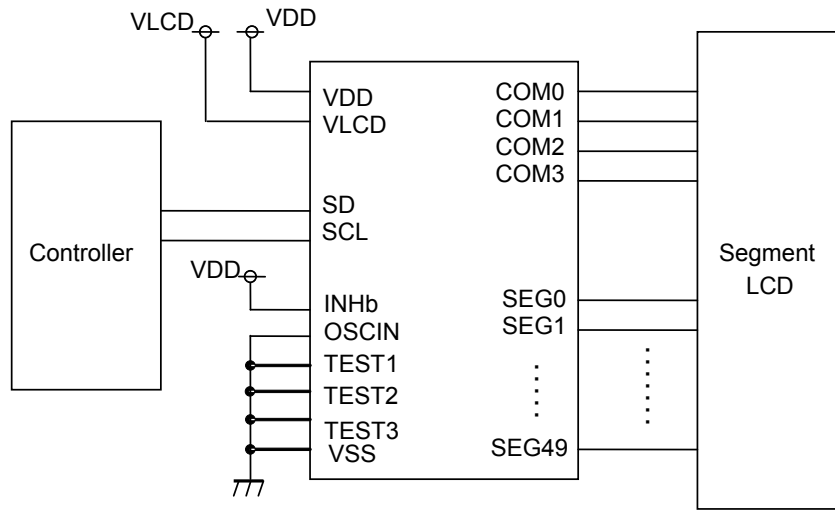 VLCD
VDD
VDD
VLCD
SD
SCL
INHb
OSCIN
TEST1
TEST2
TEST3
VSS
COM0
COM1
COM2
COM3
SEG0
SEG1
SEG49
Controller
VDD
Segment
LCD